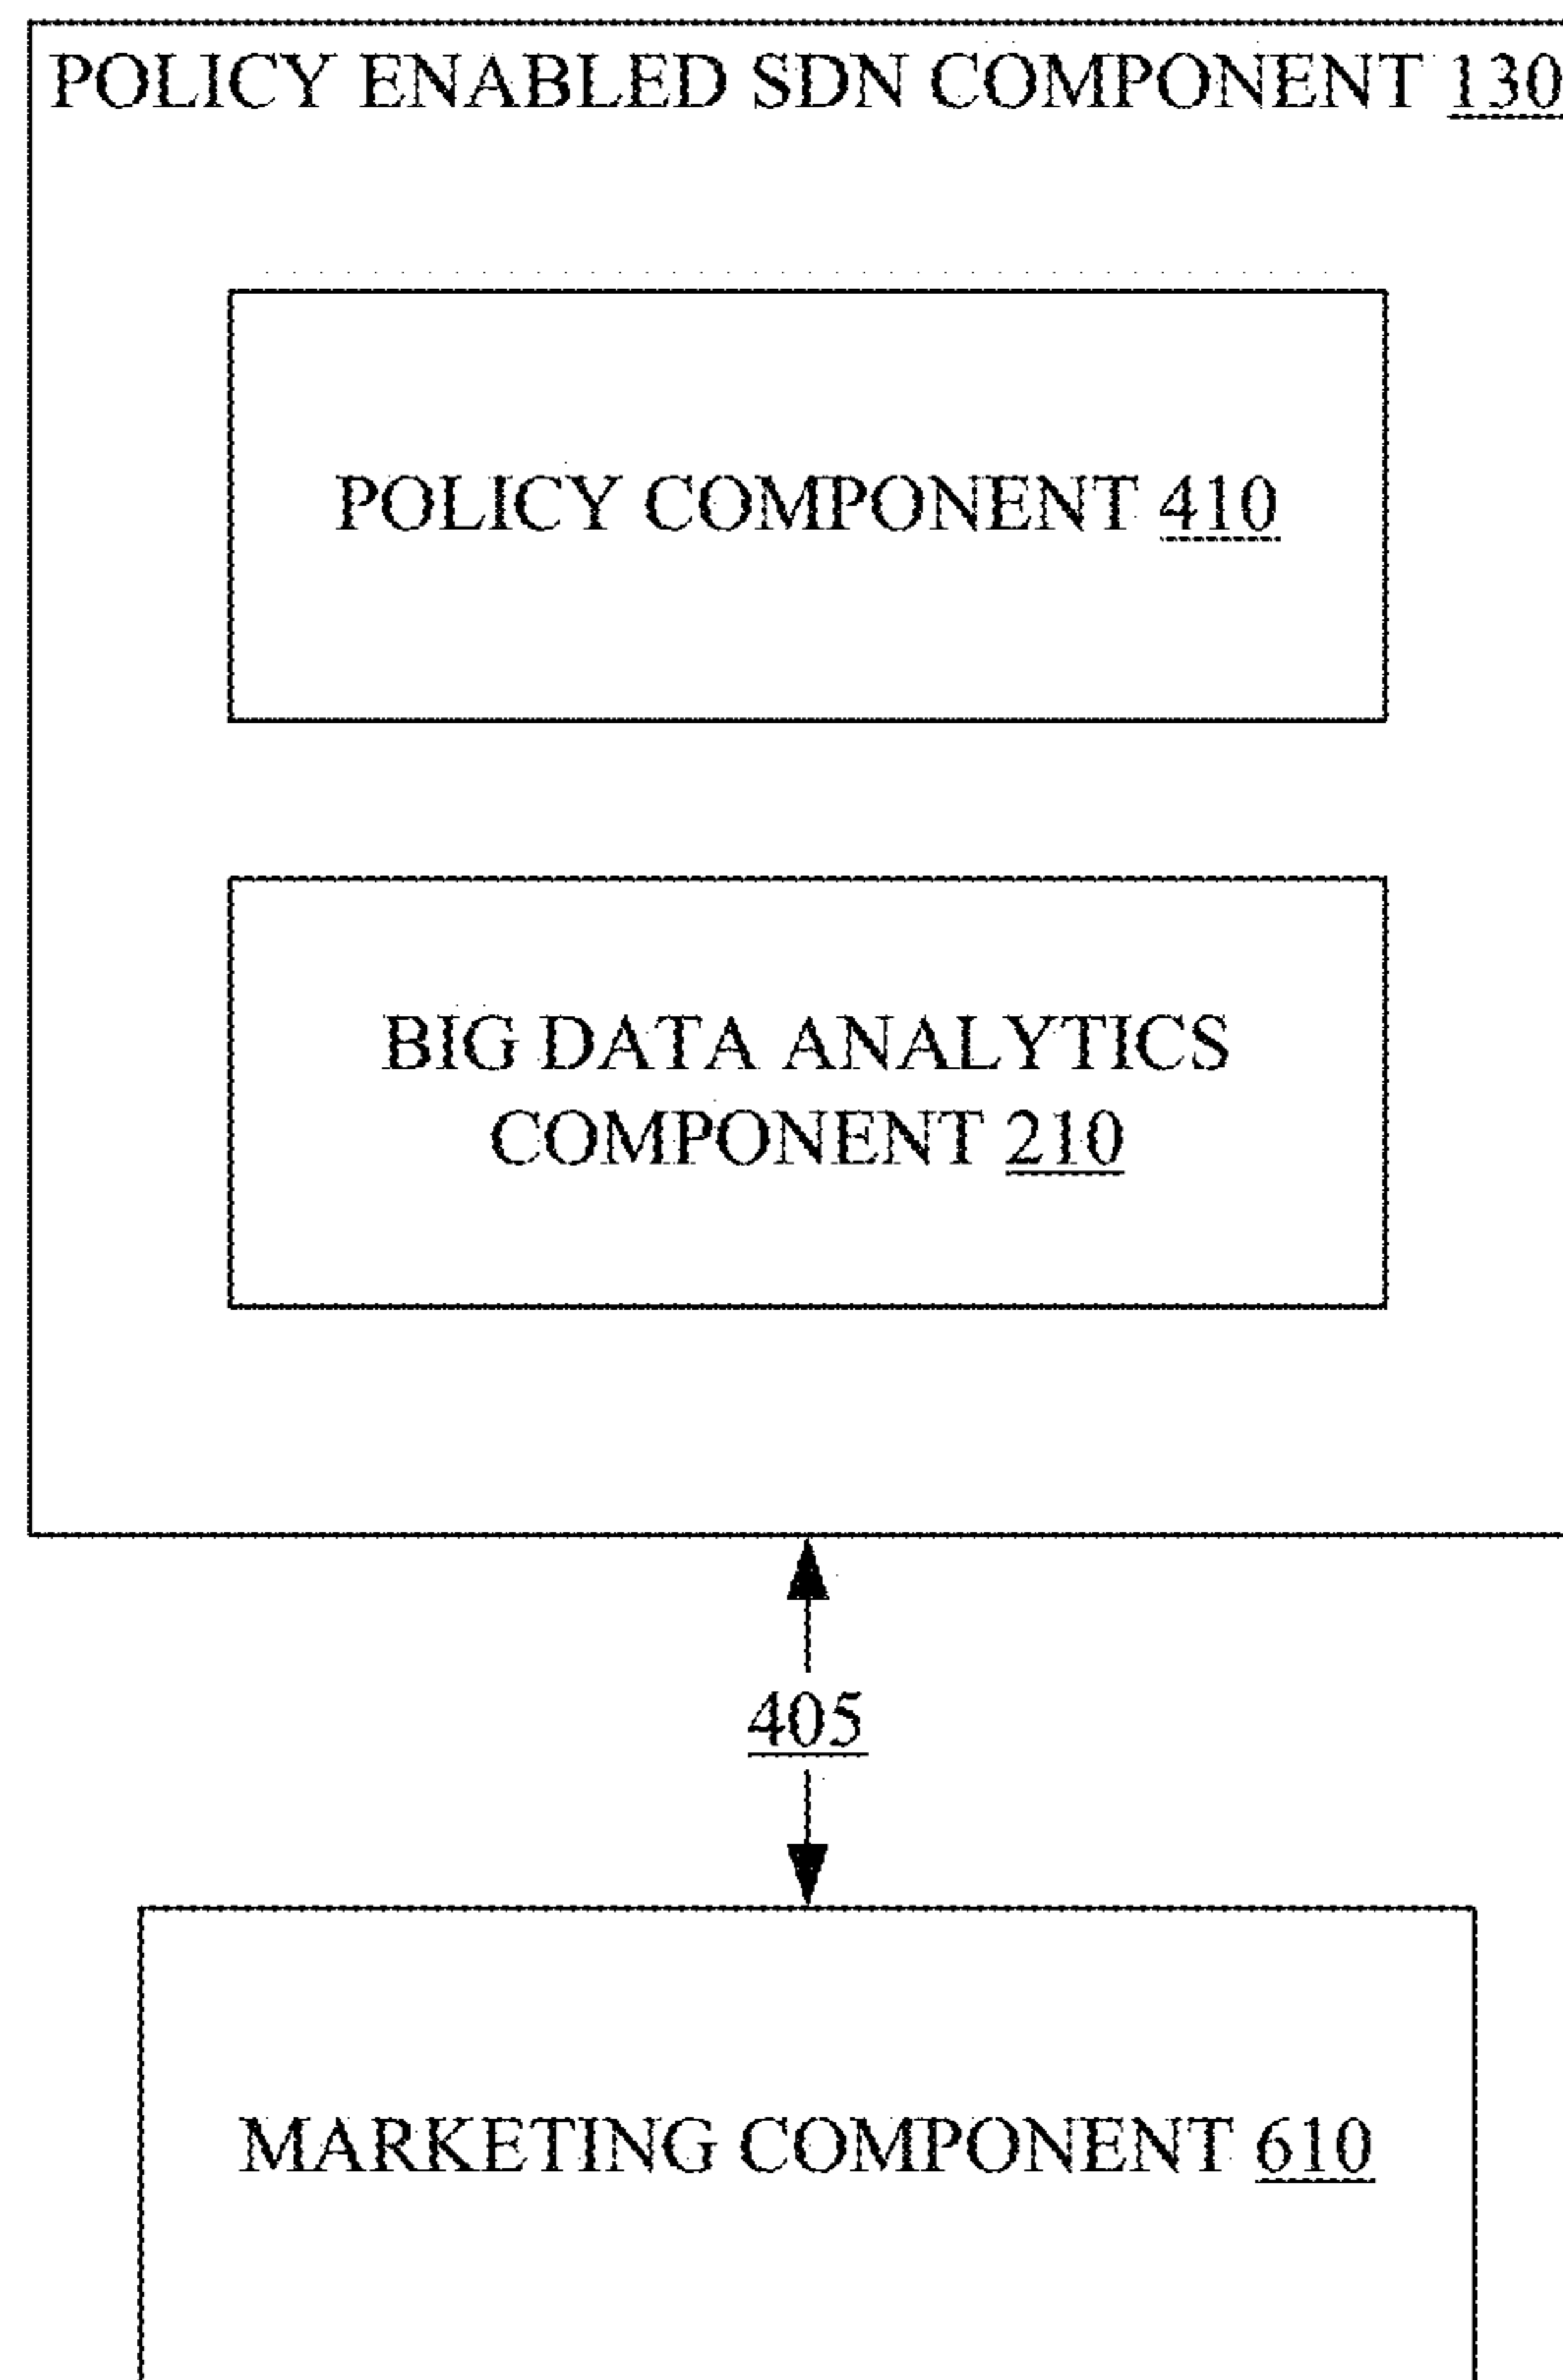 POLICY ENABLED SDN COMPONENT 130
POLICY COMPONENT 410
BIG DATA ANALYTICS
COMPONENT 210
405
MARKETING COMPONENT 610